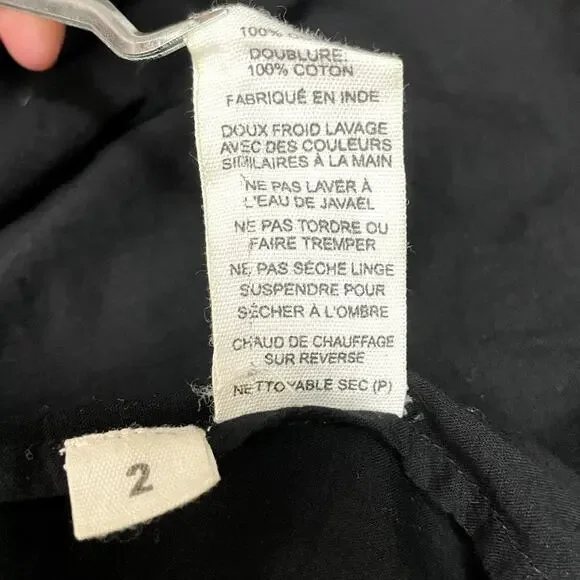 100%
DOUBLURE:
100% COTON
FABRIQUÉ EN INDE
DOUX FROID LAVAGE
AVEC DES COULEURS
SIMILAIRES À LA MAIN
NE PAS LAVER À
L'EAU DE JAVAEL
NE PAS TORDRE OU
FAIRE TREMPER
NE PAS SÈCHE LINGE
SUSPENDRE POUR
SÈCHER À L'OMBRE
CHAUD DE CHAUFFAGE
SUR REVERSE
NETTOYABLE SEC (P)
2